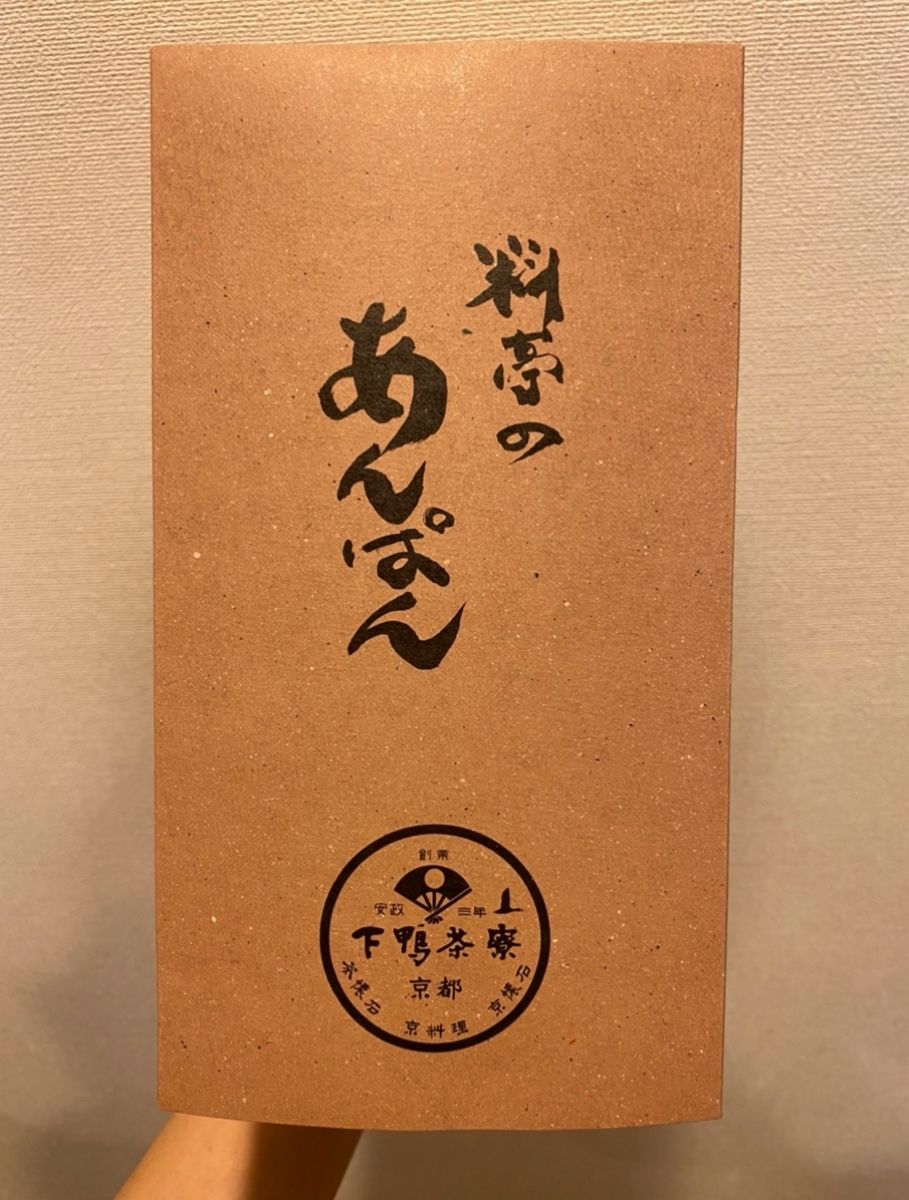 料亭の
あんぱん
創業
安政 三年
下鴨茶寮
京都
茶懐石 京料理 京懐石